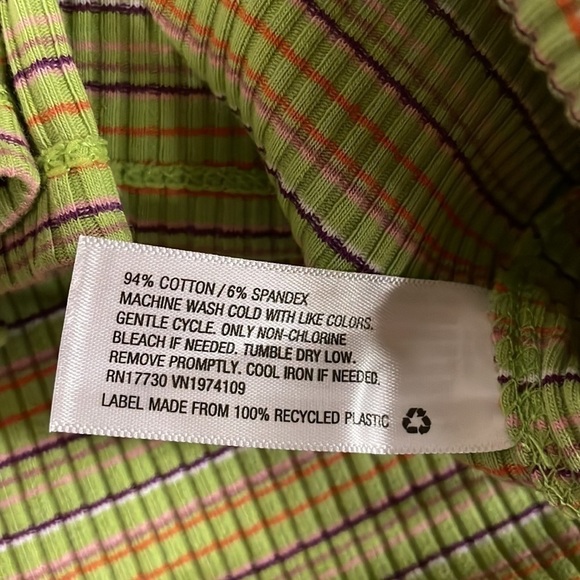 94% COTTON / 6% SPANDEX
MACHINE WASH COLD WITH LIKE COLORS.
GENTLE CYCLE. ONLY NON-CHLORINE
BLEACH IF NEEDED. TUMBLE DRY LOW.
REMOVE PROMPTLY. COOL IRON IF NEEDED.
RN17730 VN1974109
LABEL MADE FROM 100% RECYCLED PLASTIC